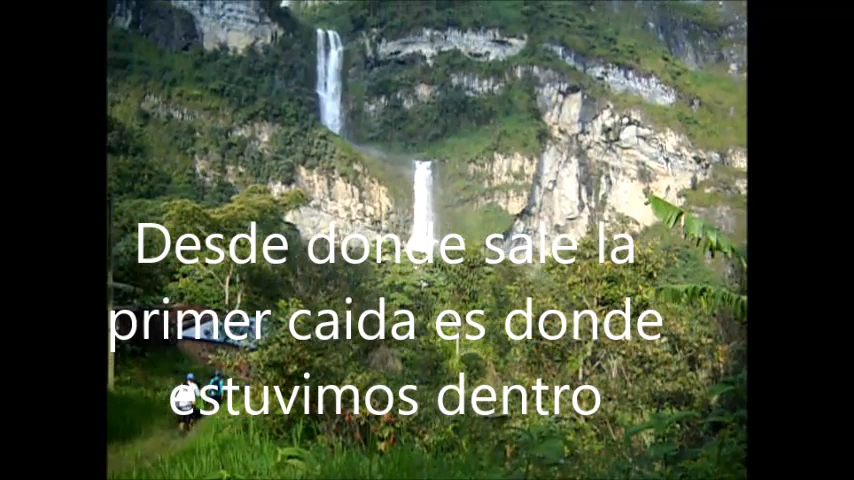 Desde donde sale la
primer caida es donde
estuvimos dentro